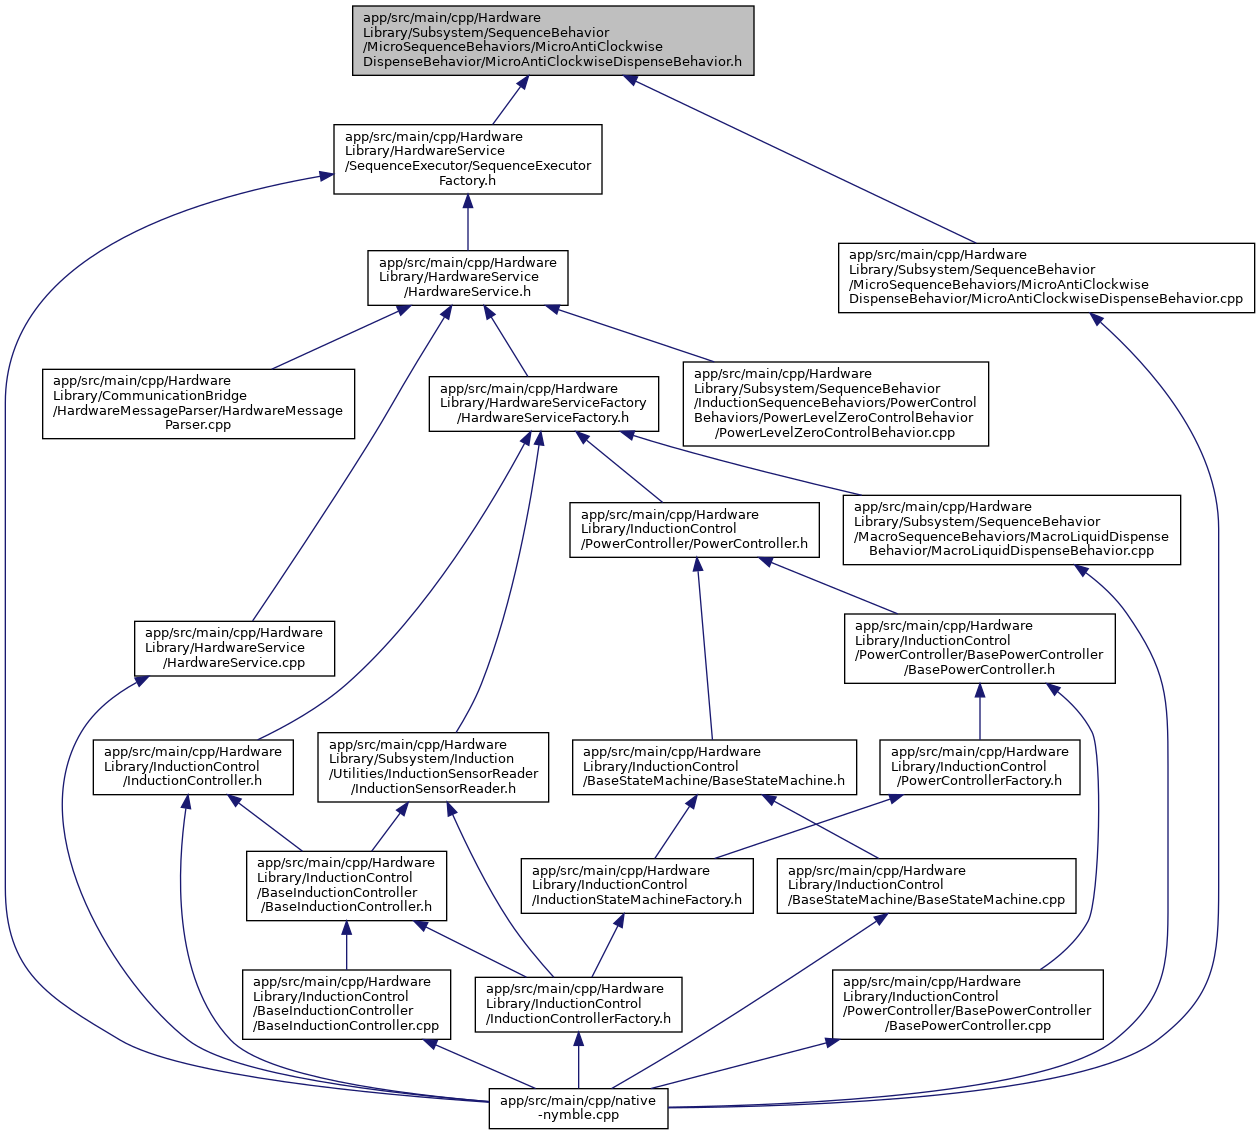 app/src/main/cpp/Hardware
Library/Subsystem/SequenceBehavior
/MicroSequenceBehaviors/MicroAntiClockwise
DispenseBehavior/MicroAntiClockwiseDispenseBehavior.h
app/src/main/cpp/Hardware
Library/HardwareService
/SequenceExecutor/SequenceExecutor
Factory.h
app/src/main/cpp/Hardware
Library/HardwareService
/HardwareService.h
app/src/main/cpp/Hardware
Library/Subsystem/SequenceBehavior
/MicroSequenceBehaviors/MicroAntiClockwise
DispenseBehavior/MicroAntiClockwiseDispenseBehavior.cpp
app/src/main/cpp/Hardware
Library/CommunicationBridge
/HardwareMessageParser/HardwareMessage
Parser.cpp
app/src/main/cpp/Hardware
Library/HardwareServiceFactory
/HardwareServiceFactory.h
app/src/main/cpp/Hardware
Library/Subsystem/SequenceBehavior
/InductionSequenceBehaviors/PowerControl
Behaviors/PowerLevelZeroControlBehavior
/PowerLevelZeroControlBehavior.cpp
app/src/main/cpp/Hardware
Library/InductionControl
/PowerController/PowerController.h
app/src/main/cpp/Hardware
Library/Subsystem/SequenceBehavior
/MacroSequenceBehaviors/MacroLiquidDispense
Behavior/MacroLiquidDispenseBehavior.cpp
app/src/main/cpp/Hardware
Library/HardwareService
/HardwareService.cpp
app/src/main/cpp/Hardware
Library/InductionControl
/PowerController/BasePowerController
/BasePowerController.h
app/src/main/cpp/Hardware
Library/InductionControl
/InductionController.h
app/src/main/cpp/Hardware
Library/Subsystem/Induction
/Utilities/InductionSensorReader
/InductionSensorReader.h
app/src/main/cpp/Hardware
Library/InductionControl
/BaseStateMachine/BaseStateMachine.h
app/src/main/cpp/Hardware
Library/InductionControl
/PowerControllerFactory.h
app/src/main/cpp/Hardware
Library/InductionControl
/BaseInductionController
/BaseInductionController.h
app/src/main/cpp/Hardware
Library/InductionControl
/InductionStateMachineFactory.h
app/src/main/cpp/Hardware
Library/InductionControl
/BaseStateMachine/BaseStateMachine.cpp
app/src/main/cpp/Hardware
Library/InductionControl
/BaseInductionController
/BaseInductionController.cpp
app/src/main/cpp/Hardware
Library/InductionControl
/InductionControllerFactory.h
app/src/main/cpp/Hardware
Library/InductionControl
/PowerController/BasePowerController
/BasePowerController.cpp
app/src/main/cpp/native
-nymble.cpp